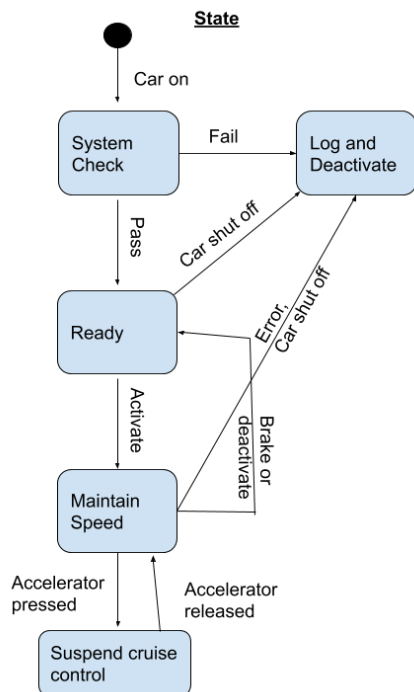 State
Car on
System
Check
Fail
Log and
Deactivate
Pass
Car shut off
Ready
Error,
Car shut off
Activate
Brake or
deactivate
Maintain
Speed
Accelerator
pressed
Accelerator
released
Suspend cruise
control